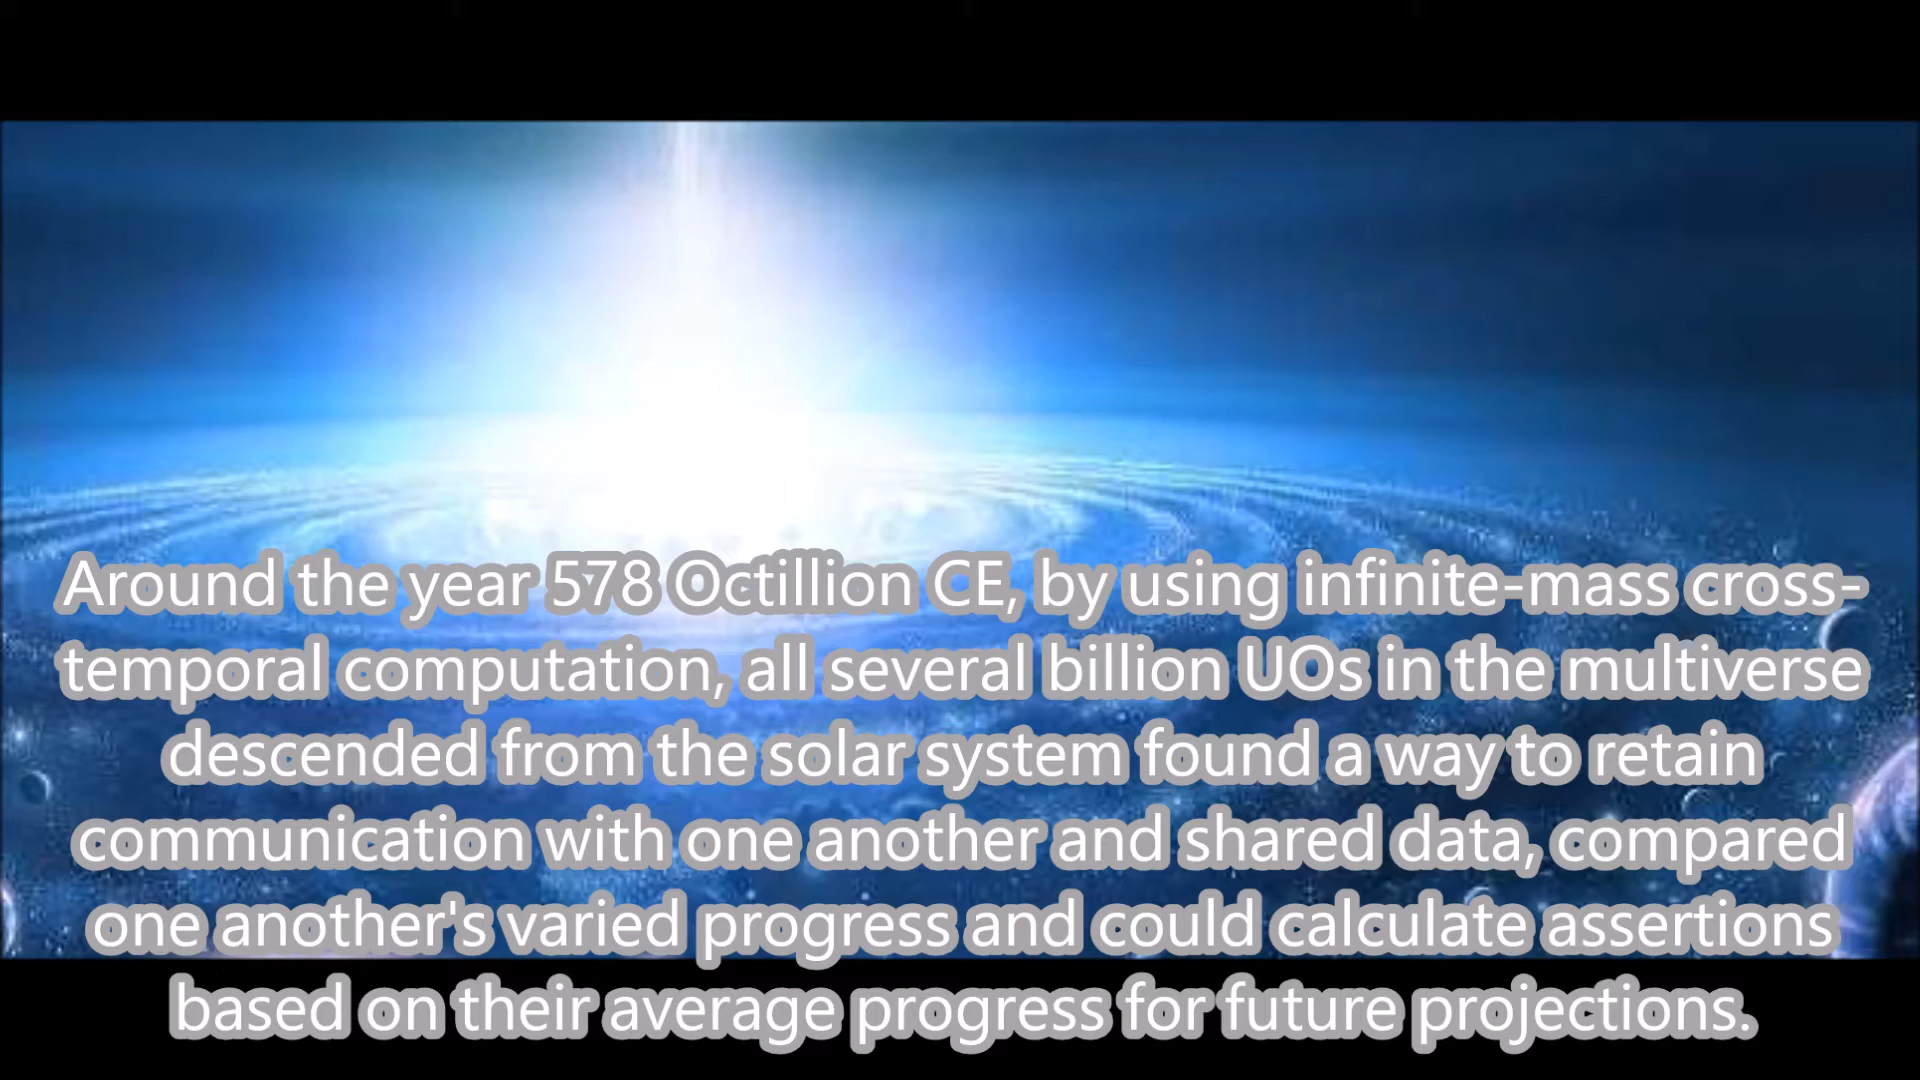 Around the year 578 Octillion CE, by using infinite-mass cross-
temporal computation, all several billion UOs in the multiverse
descended from the solar system found a way to retain
communication with one another and shared data, compared
one another's varied progress and could calculate assertions
based on their average progress for future projections.